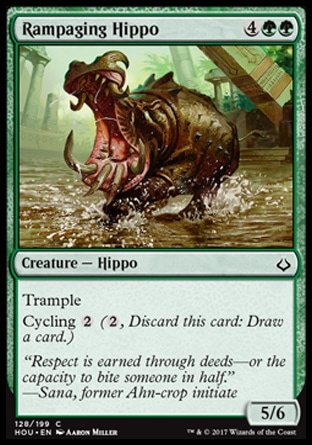 Rampaging Hippo 4
Creature — Hippo
Trample
Cycling 2 (2, Discard this card: Draw
a card.)
“Respect is earned through deeds—or the
capacity to bite someone in half.”
—Sana, former Ahn-crop initiate
5/6
128/199 C
HOU • EN Aaron Miller
™ & © 2017 Wizards of the Coast